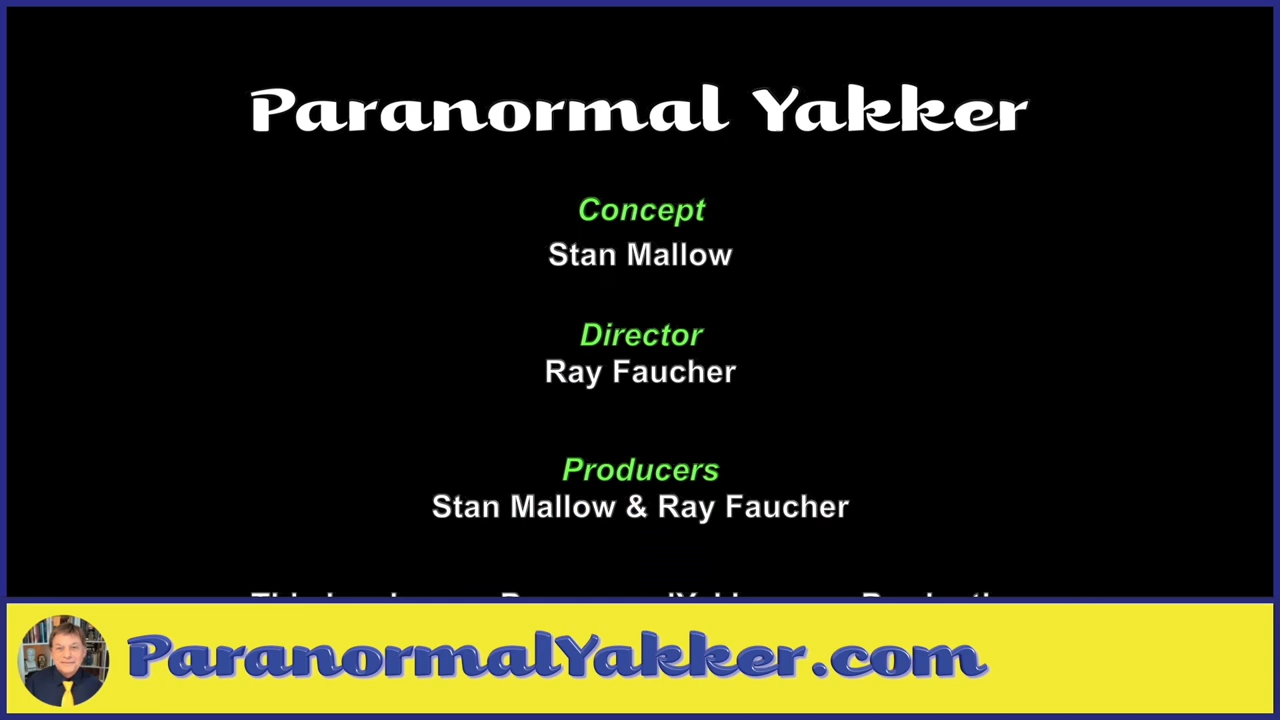 Paranormal Yakker
Concept
Stan Mallow
Director
Ray Faucher
Producers
Stan Mallow & Ray Faucher
ParanormalYakker.com